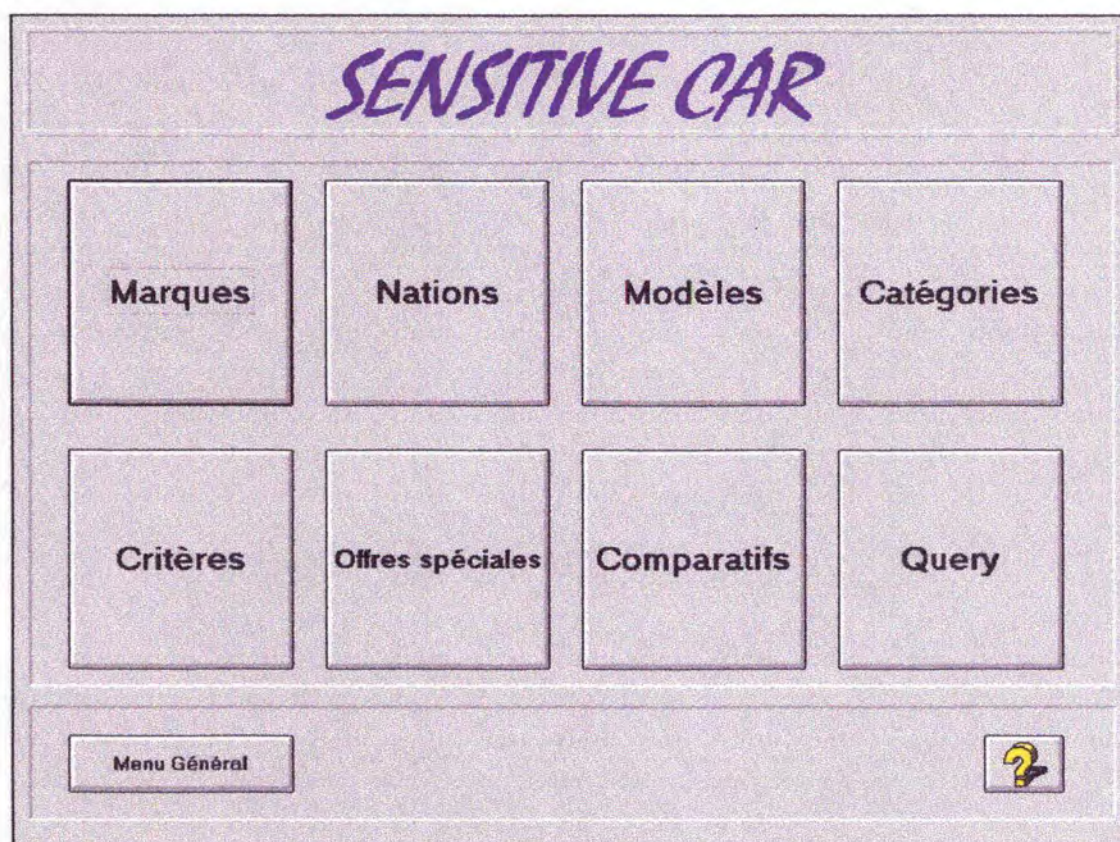 SENSITIVE CAR
Marques
Nations
Modèles
Catégories
Critères
Offres spéciales
Comparatifs
Query
Menu Général
?